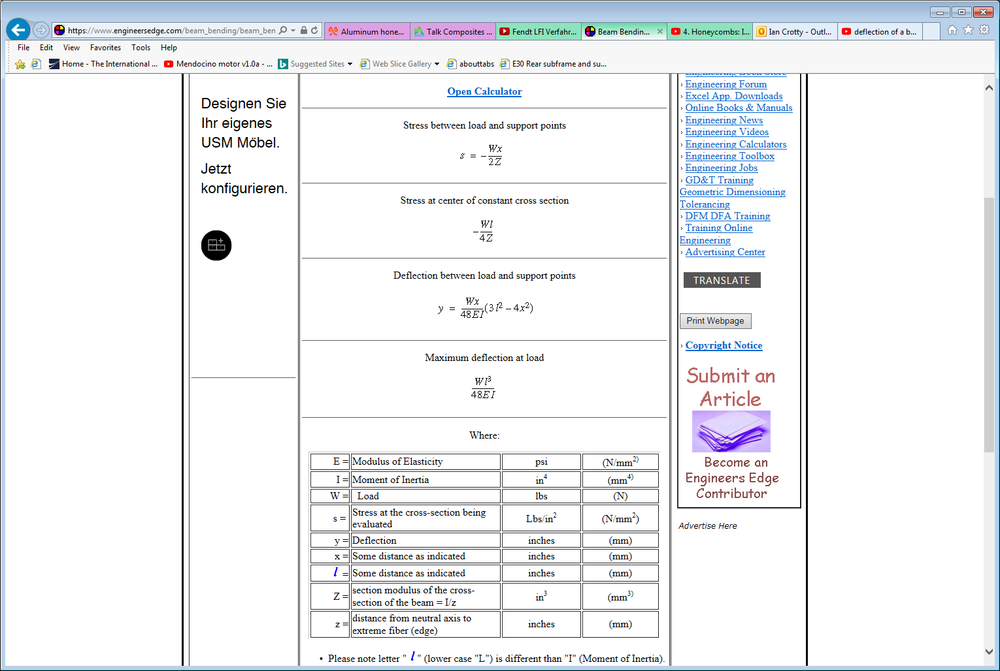 https://www.engineersedge.com/beam_bending/beam_ben
Aluminum hone...
Talk Composites ...
Fendt LFI Verfahr...
Beam Bendin...
4. Honeycombs: I...
Ian Crotty - Outl...
deflection of a b...
File Edit View Favorites Tools Help
Home - The International ...
Mendocino motor v1.0a - ...
Suggested Sites
Web Slice Gallery
abouttabs
E30 Rear subframe and su...
Designen Sie
Ihr eigenes
USM Möbel.
Jetzt
konfigurieren.
Open Calculator
Stress between load and support points
s = -Wx/2Z
Stress at center of constant cross section
-Wl/4Z
Deflection between load and support points
y = Wx/48EI(3l² - 4x²)
Maximum deflection at load
Wl³/48EI
Where:
E = Modulus of Elasticity psi (N/mm²⁾
I = Moment of Inertia in⁴ (mm⁴⁾
W = Load lbs (N)
s = Stress at the cross-section being
evaluated Lbs/in² (N/mm²)
y = Deflection inches (mm)
x = Some distance as indicated inches (mm)
l = Some distance as indicated inches (mm)
Z = section modulus of the cross-
section of the beam = I/z in³ (mm³⁾
z = distance from neutral axis to
extreme fiber (edge) inches (mm)
• Please note letter " l " (lower case "L") is different than "I" (Moment of Inertia).
Engineering Book Store
› Engineering Forum
› Excel App. Downloads
› Online Books & Manuals
› Engineering News
› Engineering Videos
› Engineering Calculators
› Engineering Toolbox
› Engineering Jobs
› GD&T Training
Geometric Dimensioning
Tolerancing
› DFM DFA Training
› Training Online
Engineering
› Advertising Center
TRANSLATE
Print Webpage
› Copyright Notice
Submit an
Article
Become an
Engineers Edge
Contributor
Advertise Here